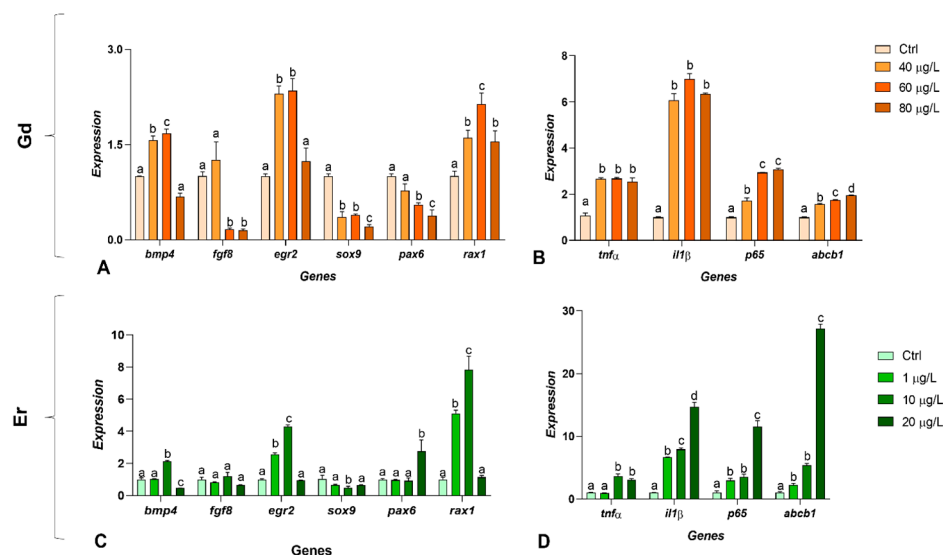 Gd
Expression
3.0
1.5
0.0
a b c a
a a b b
a b b a
a b b c
a a b c
a b c b
bmp4 fgf8 egr2 sox9 pax6 rax1
A
Genes
Expression
8
6
4
2
0
a b b b
a b b b
a b c c
a b c d
tnfα il1β p65 abcb1
B
Genes
Ctrl
40 µg/L
60 µg/L
80 µg/L
Er
Expression
10
8
6
4
2
0
a a b c
a a a a
a b c a
a a b a
a a a b
a b c a
bmp4 fgf8 egr2 sox9 pax6 rax1
C
Genes
Expression
30
20
10
0
a a b b
a b c d
a b b c
a b b c
tnfα il1β p65 abcb1
D
Genes
Ctrl
1 µg/L
10 µg/L
20 µg/L